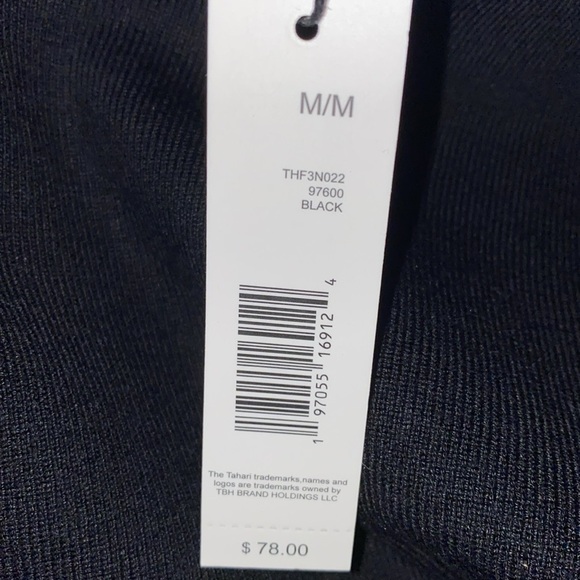 M/M
THF3N022
97600
BLACK
1 97055 16912 4
The Tahari trademarks,names and
logos are trademarks owned by
TBH BRAND HOLDINGS LLC
$ 78.00